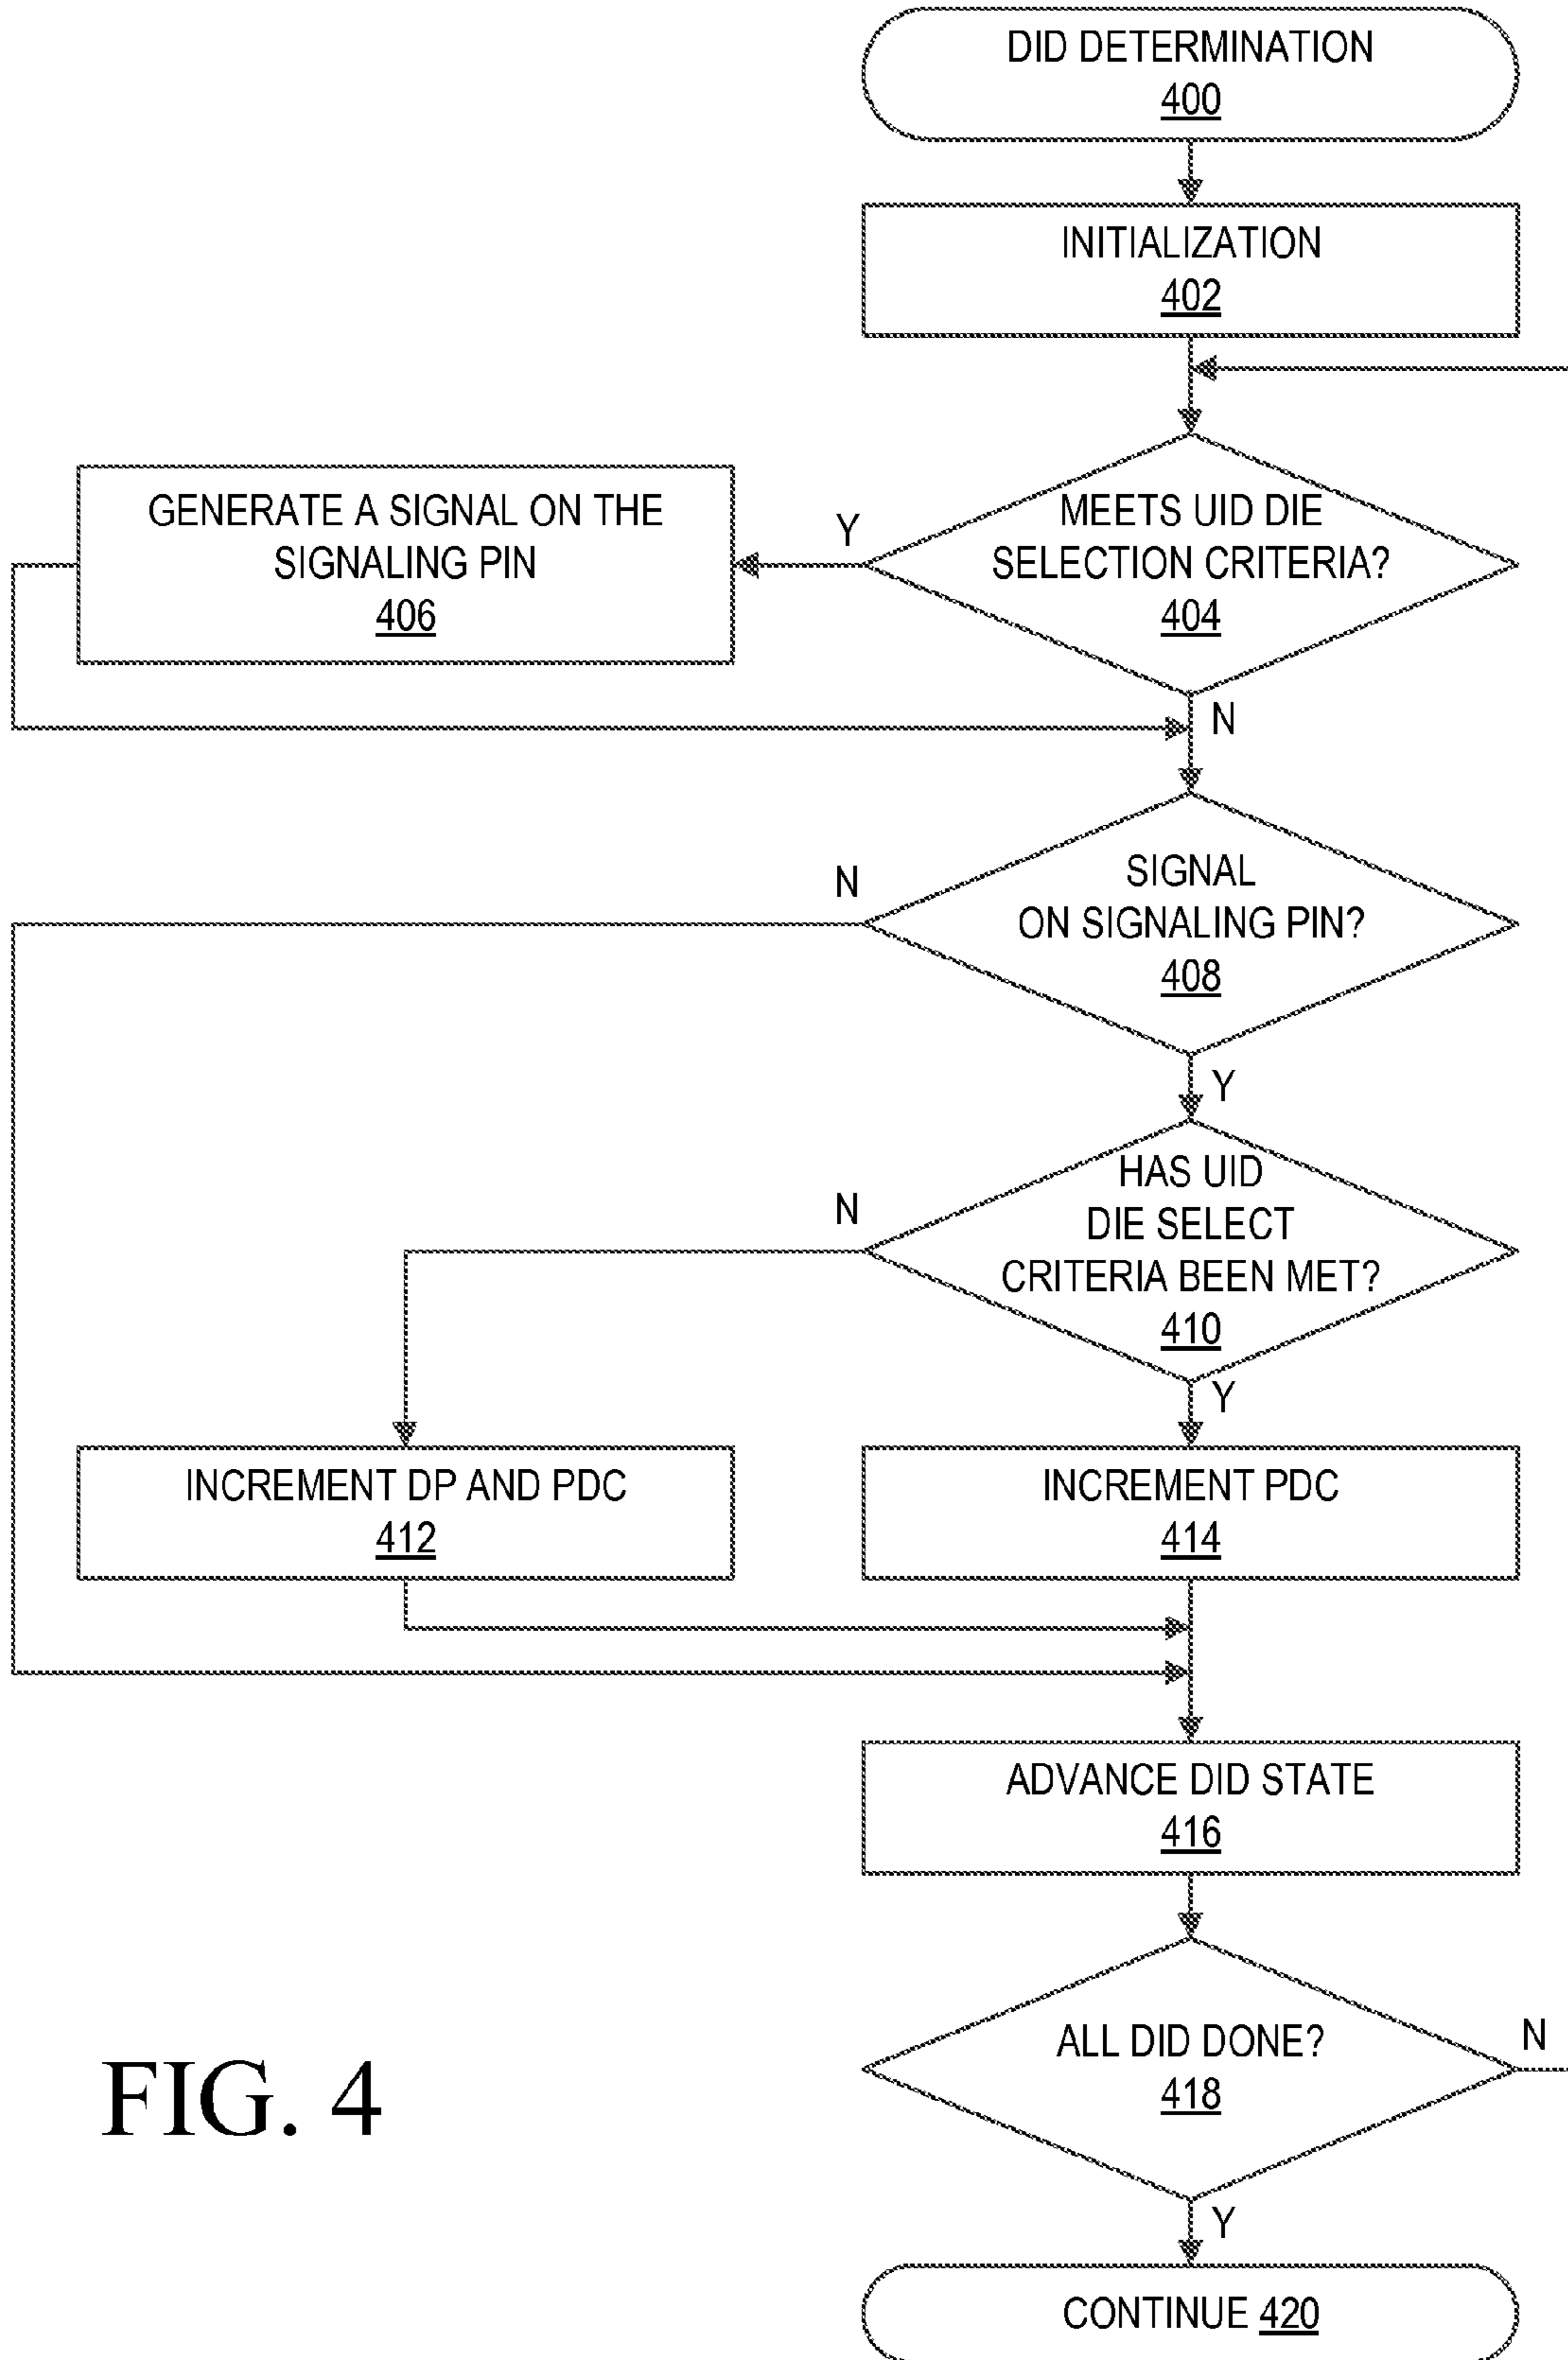 DID DETERMINATION
400
INITIALIZATION
402
GENERATE A SIGNAL ON THE
SIGNALING PIN
406
Y
MEETS UID DIE
SELECTION CRITERIA?
404
N
N
SIGNAL
ON SIGNALING PIN?
408
Y
N
HAS UID
DIE SELECT
CRITERIA BEEN MET?
410
Y
INCREMENT DP AND PDC
412
INCREMENT PDC
414
ADVANCE DID STATE
416
ALL DID DONE?
418
N
Y
CONTINUE 420
FIG. 4